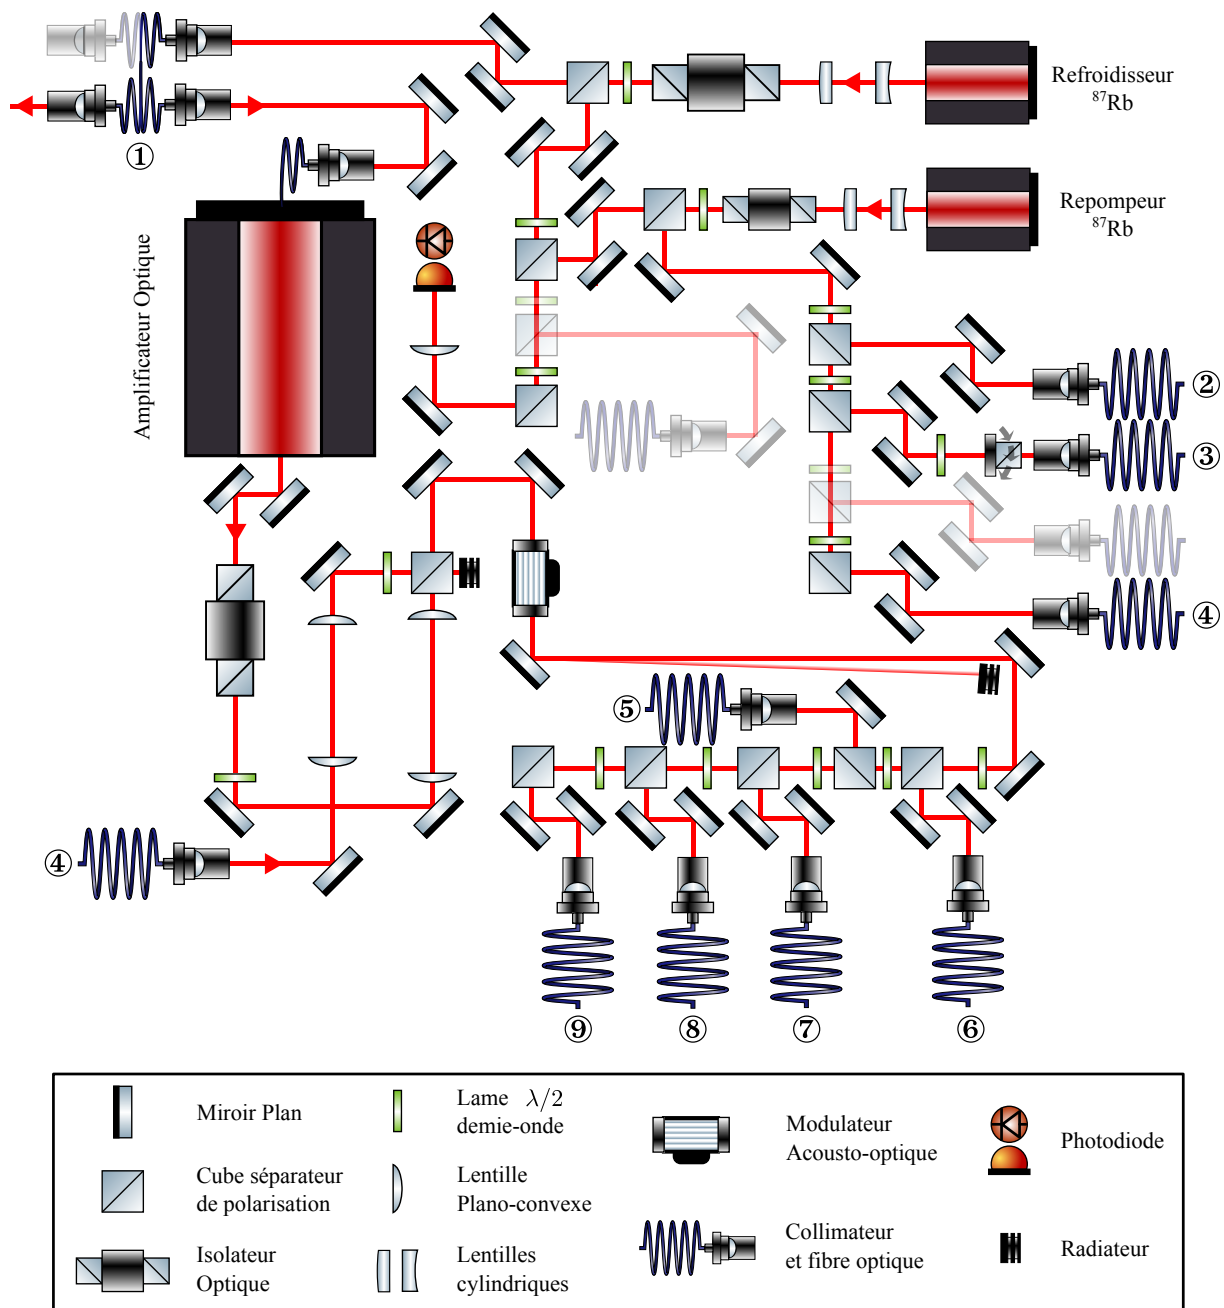 Refroidisseur
⁸⁷Rb
①
Repompeur
⁸⁷Rb
Amplificateur Optique
②
③
④
⑤
④
⑨
⑧
⑦
⑥
Miroir Plan
Lame λ/2
demie-onde
Modulateur
Acousto-optique
Photodiode
Cube séparateur
de polarisation
Lentille
Plano-convexe
Isolateur
Optique
Lentilles
cylindriques
Collimateur
et fibre optique
Radiateur